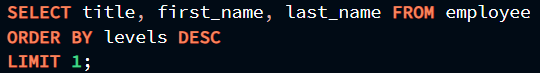 SELECT title, first_name, last_name FROM employee
ORDER BY levels DESC
LIMIT 1;